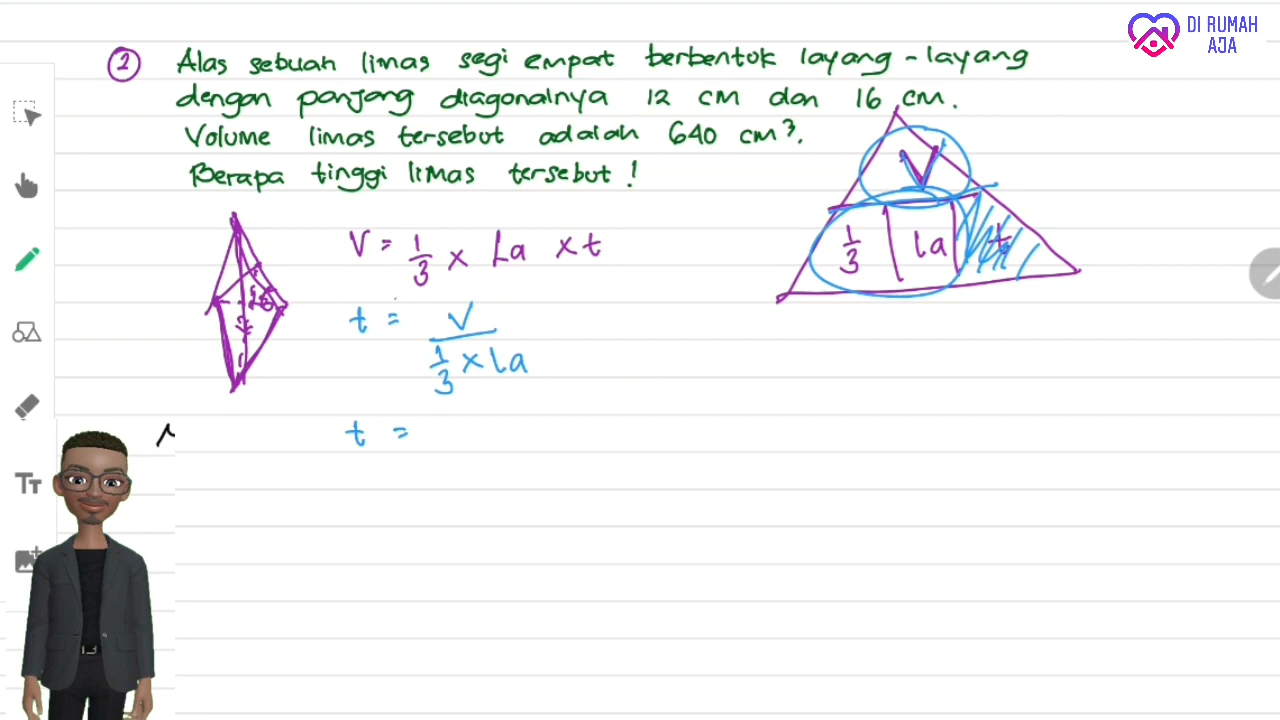 DI RUMAH
AJA
2 Alas sebuah limas segi empat berbentuk layang-layang
dengan panjang diagonalnya 12 cm dan 16 cm.
Volume limas tersebut adalah 640 cm³.
Berapa tinggi limas tersebut!
V
1/3 La t
V = 1/3 × La × t
t = V / (1/3 × La)
t =
Tт